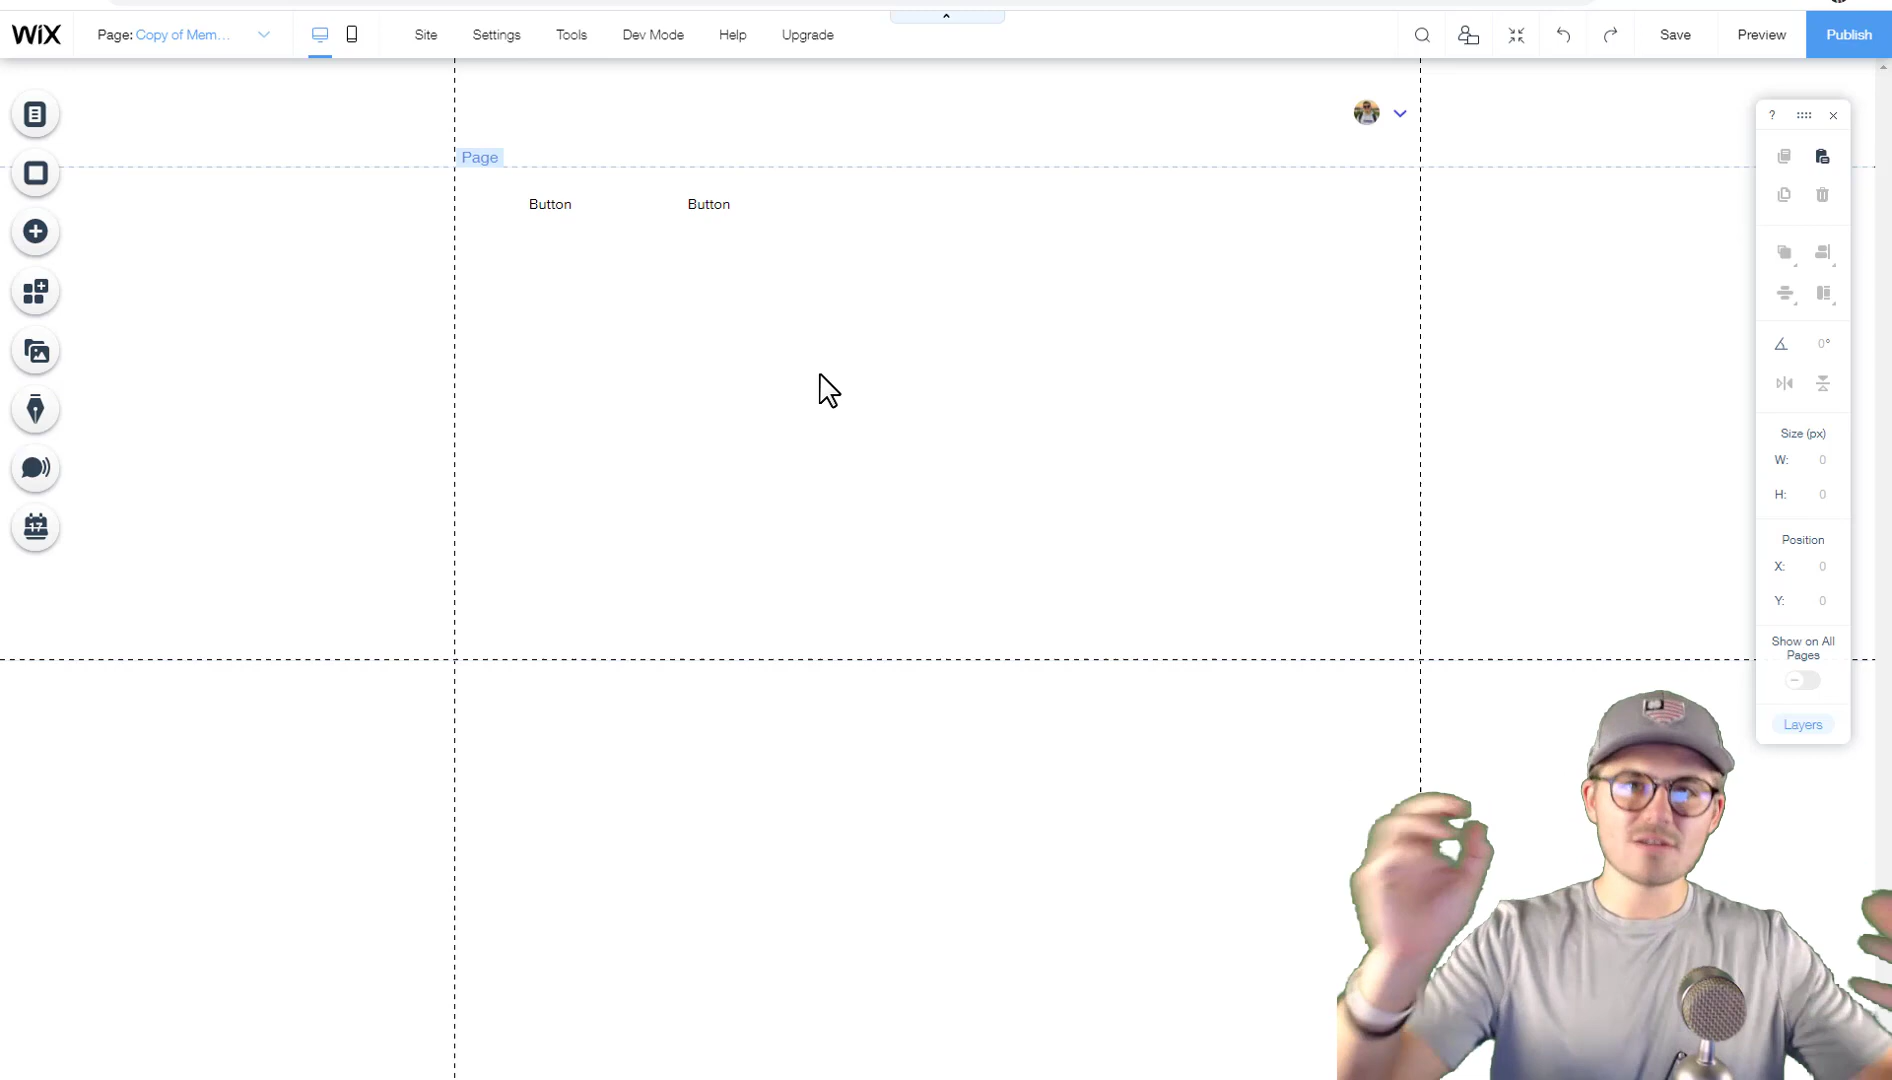 WiX
Page: Copy of Mem...
Site
Settings
Tools
Dev Mode
Help
Upgrade
Save
Preview
Publish
?
Page
Button
Button
17
0°
Size (px)
W: 0
H: 0
Position
X: 0
Y: 0
Show on All
Pages
Layers